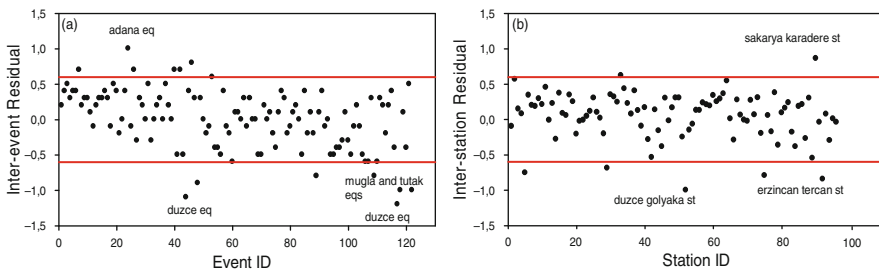 (a)
1,5
1,0
0,5
0,0
-0,5
-1,0
-1,5
Inter-event Residual
adana eq
duzce eq
mugla and tutak
eqs
duzce eq
0
20
40
60
80
100
120
Event ID
(b)
1,5
1,0
0,5
0,0
-0,5
-1,0
-1,5
Inter-station Residual
sakarya karadere st
duzce golyaka st
erzincan tercan st
0
20
40
60
80
100
Station ID